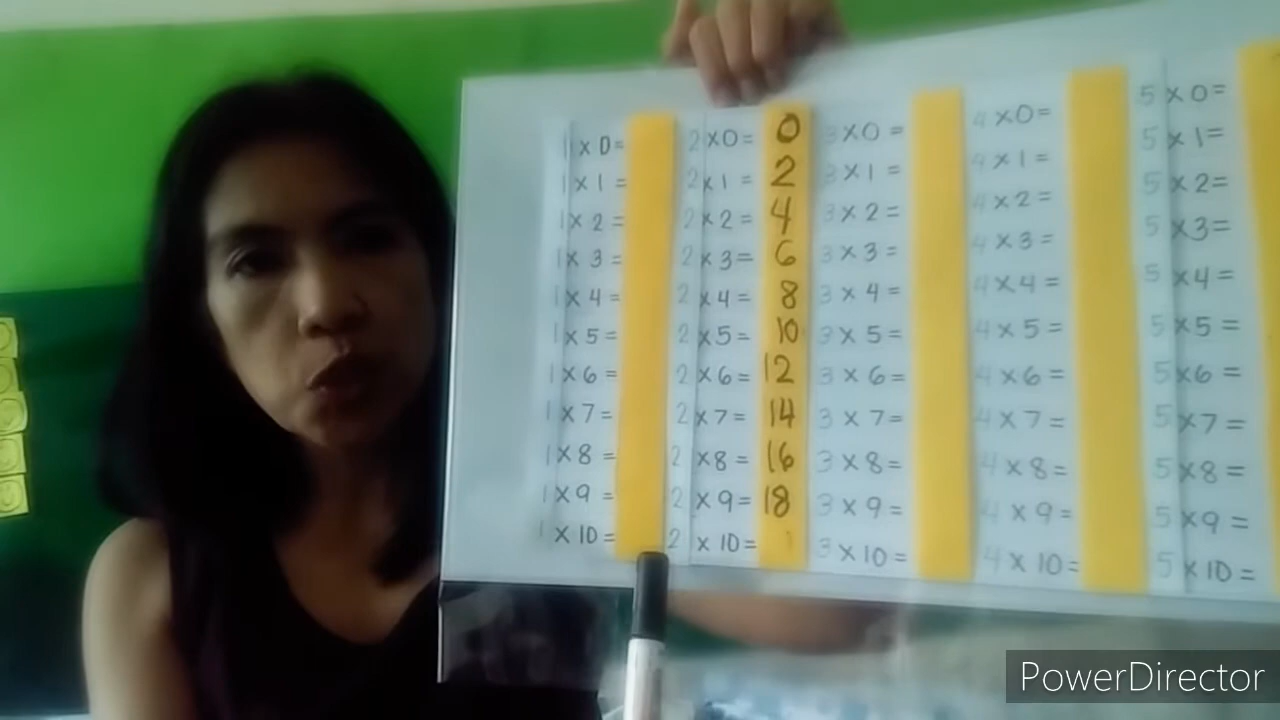 1 x 0 = 2 x 0 = 0 3 x 0 = 4 x 0 = 5 x 0 =
1 x 1 = 2 x 1 = 2 3 x 1 = 4 x 1 = 5 x 1 =
1 x 2 = 2 x 2 = 4 3 x 2 = 4 x 2 = 5 x 2 =
1 x 3 = 2 x 3 = 6 3 x 3 = 4 x 3 = 5 x 3 =
1 x 4 = 2 x 4 = 8 3 x 4 = 4 x 4 = 5 x 4 =
1 x 5 = 2 x 5 = 10 3 x 5 = 4 x 5 = 5 x 5 =
1 x 6 = 2 x 6 = 12 3 x 6 = 4 x 6 = 5 x 6 =
1 x 7 = 2 x 7 = 14 3 x 7 = 4 x 7 = 5 x 7 =
1 x 8 = 2 x 8 = 16 3 x 8 = 4 x 8 = 5 x 8 =
1 x 9 = 2 x 9 = 18 3 x 9 = 4 x 9 = 5 x 9 =
1 x 10 = 2 x 10 = 3 x 10 = 4 x 10 = 5 x 10 =
PowerDirector